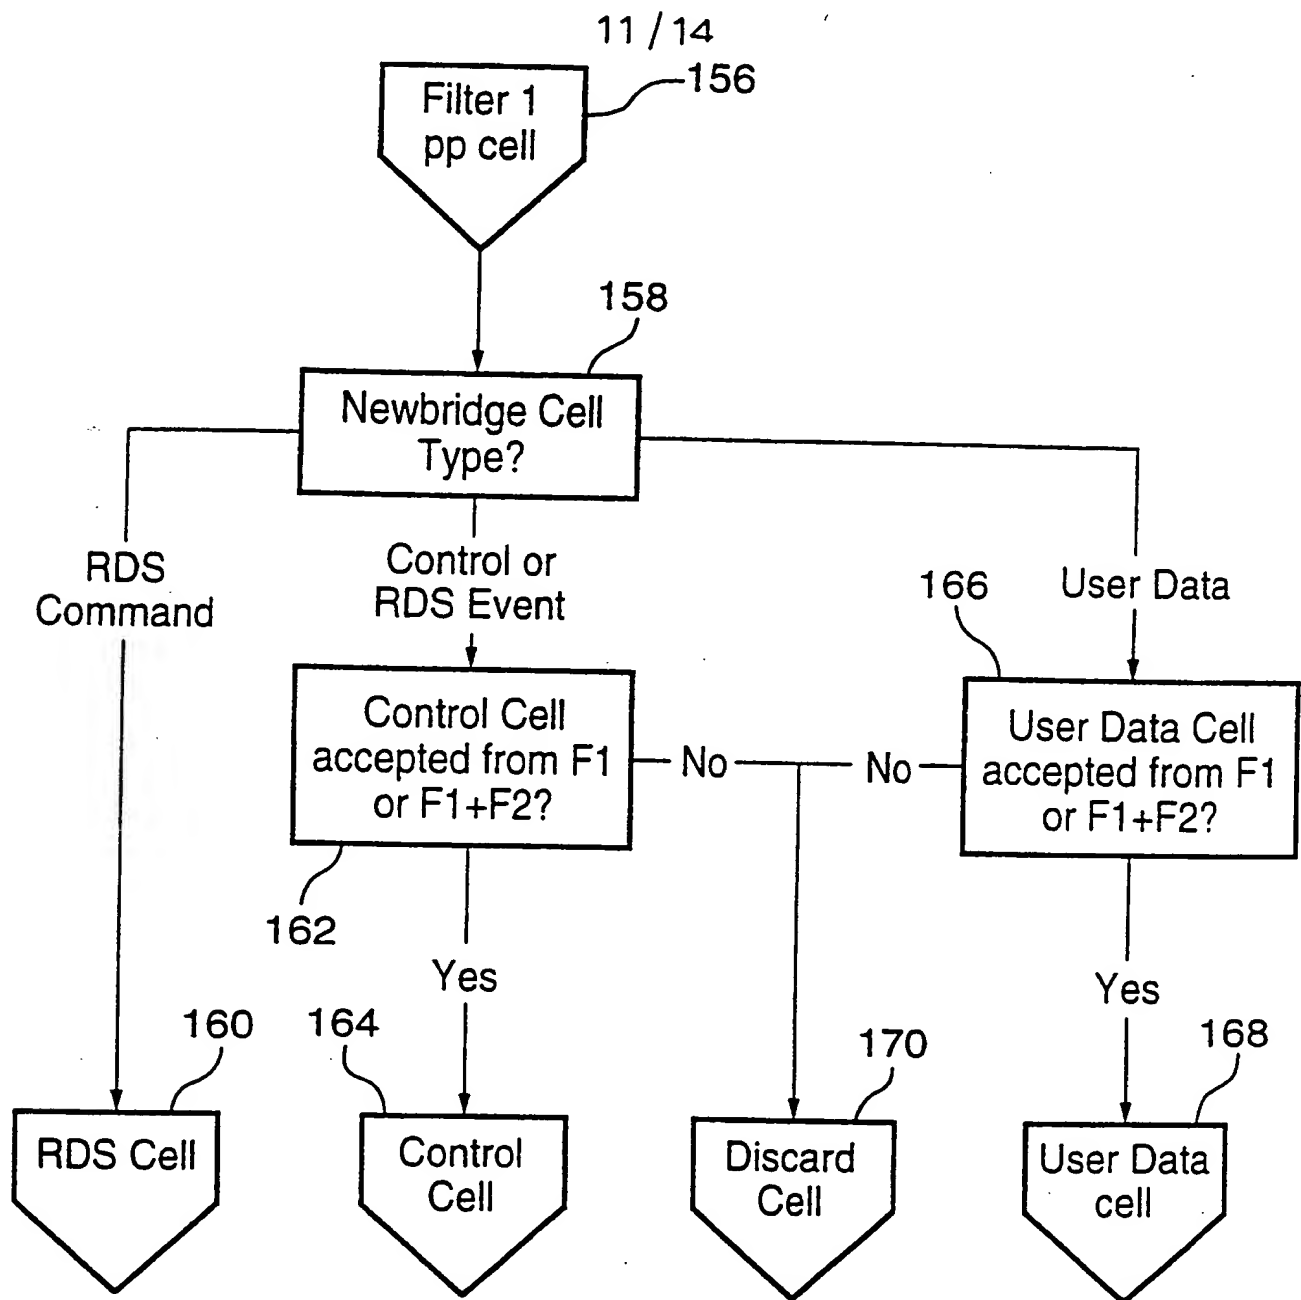 11 / 14
156
Filter 1
pp cell
158
Newbridge Cell
Type?
RDS
Command
Control or
RDS Event
User Data
166
Control Cell
accepted from F1
or F1+F2?
No
No
User Data Cell
accepted from F1
or F1+F2?
162
Yes
Yes
160
164
170
168
RDS Cell
Control
Cell
Discard
Cell
User Data
cell